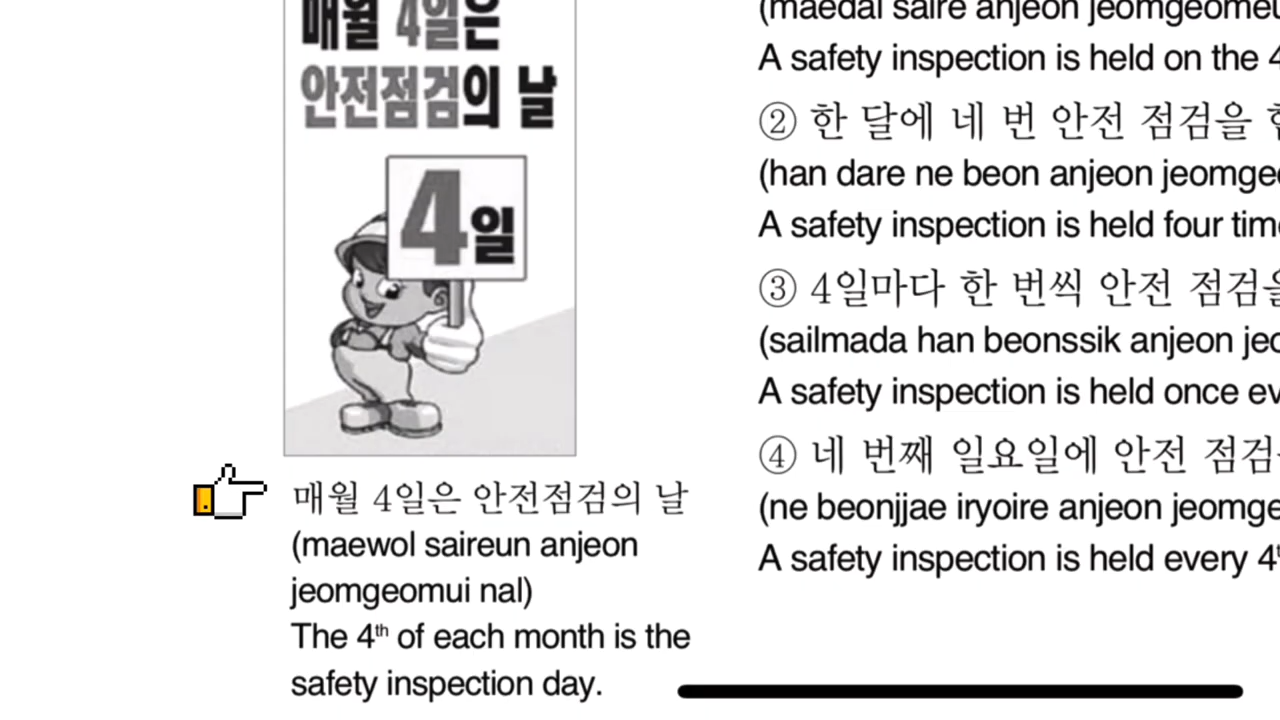 매월 4일은
안전점검의 날
4일
매월 4일은 안전점검의 날
(maewol saireun anjeon
jeomgeomui nal)
The 4th of each month is the
safety inspection day.
(maedal saire anjeon
A safety inspection is held on the
② 한 달에 네 번 안전 점검을
(han dare ne beon anjeon
A safety inspection is held four
③ 4일마다 한 번씩 안전
(sailmada han beonssik anjeon
A safety inspection is held once
④ 네 번째 일요일에 안전
(ne beonjjae iryoire anjeon
A safety inspection is held every